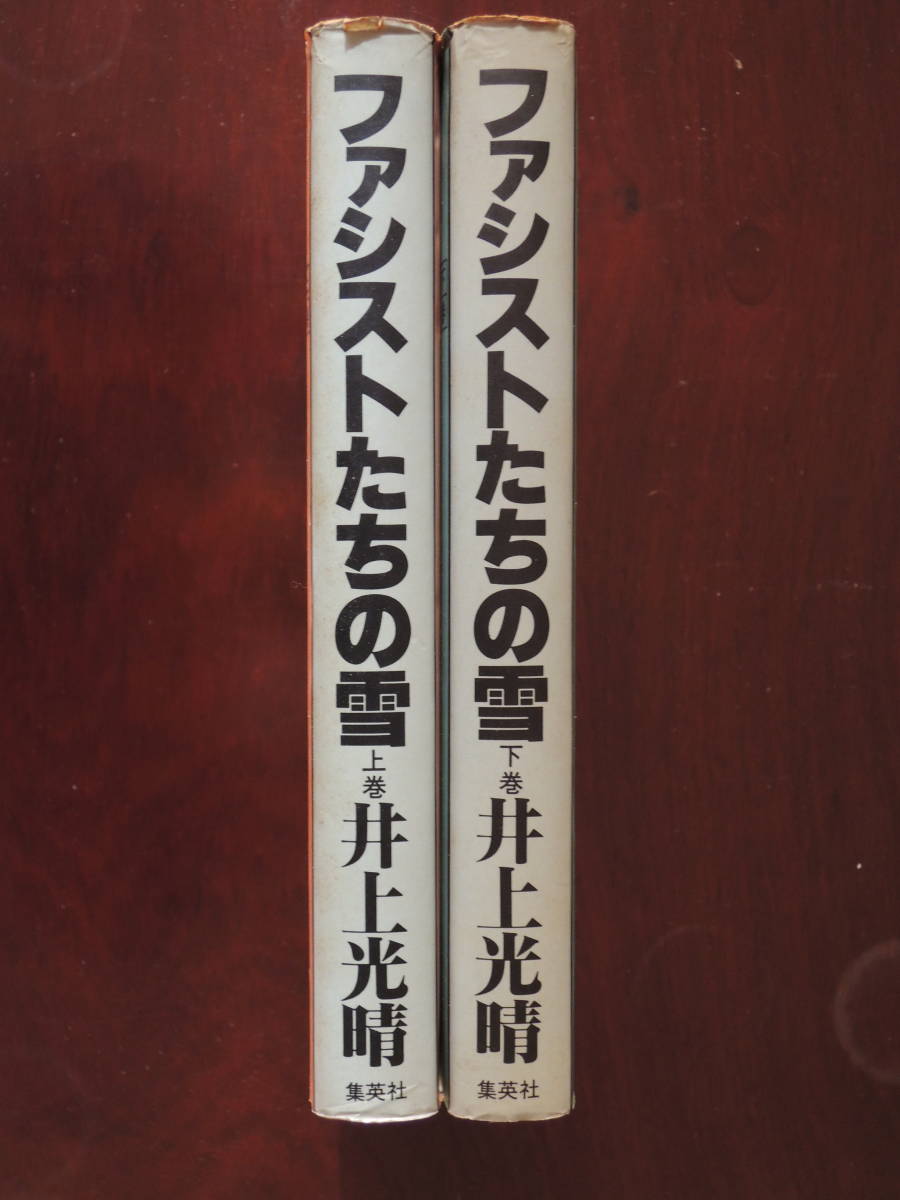 ファシストたちの雪
上巻
井上光晴
集英社
ファシストたちの雪
下巻
井上光晴
集英社